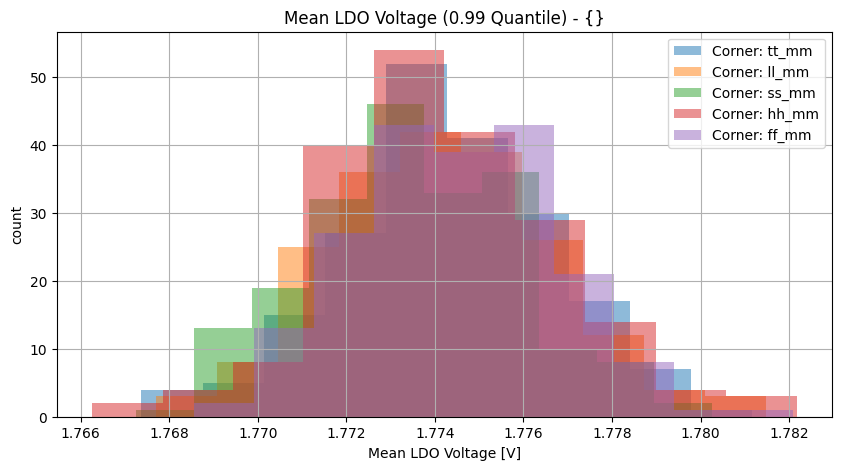 Mean LDO Voltage (0.99 Quantile) - {}
Corner: tt_mm
Corner: ll_mm
Corner: ss_mm
Corner: hh_mm
Corner: ff_mm
count
50
40
30
20
10
0
1.766 1.768 1.770 1.772 1.774 1.776 1.778 1.780 1.782
Mean LDO Voltage [V]